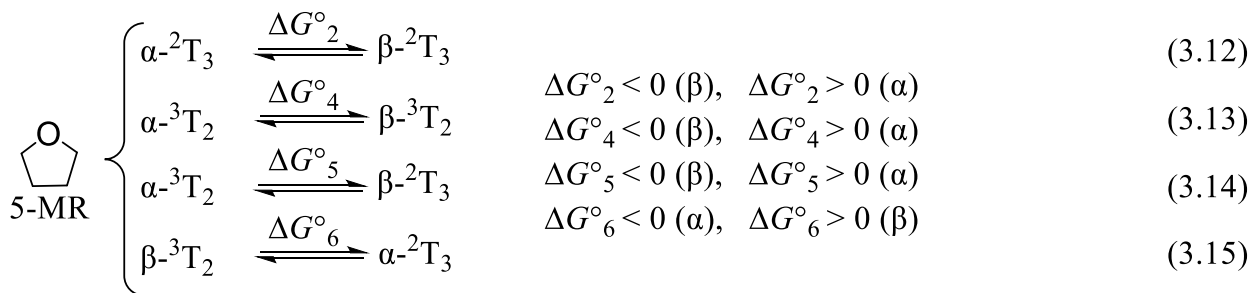 α-²T₃ ΔG°₂ β-²T₃ (3.12)
ΔG°₂ < 0 (β), ΔG°₂ > 0 (α)
α-³T₂ ΔG°₄ β-³T₂ (3.13)
ΔG°₄ < 0 (β), ΔG°₄ > 0 (α)
O
α-³T₂ ΔG°₅ β-²T₃ (3.14)
ΔG°₅ < 0 (β), ΔG°₅ > 0 (α)
5-MR
ΔG°₆ < 0 (α), ΔG°₆ > 0 (β)
β-³T₂ ΔG°₆ α-²T₃ (3.15)